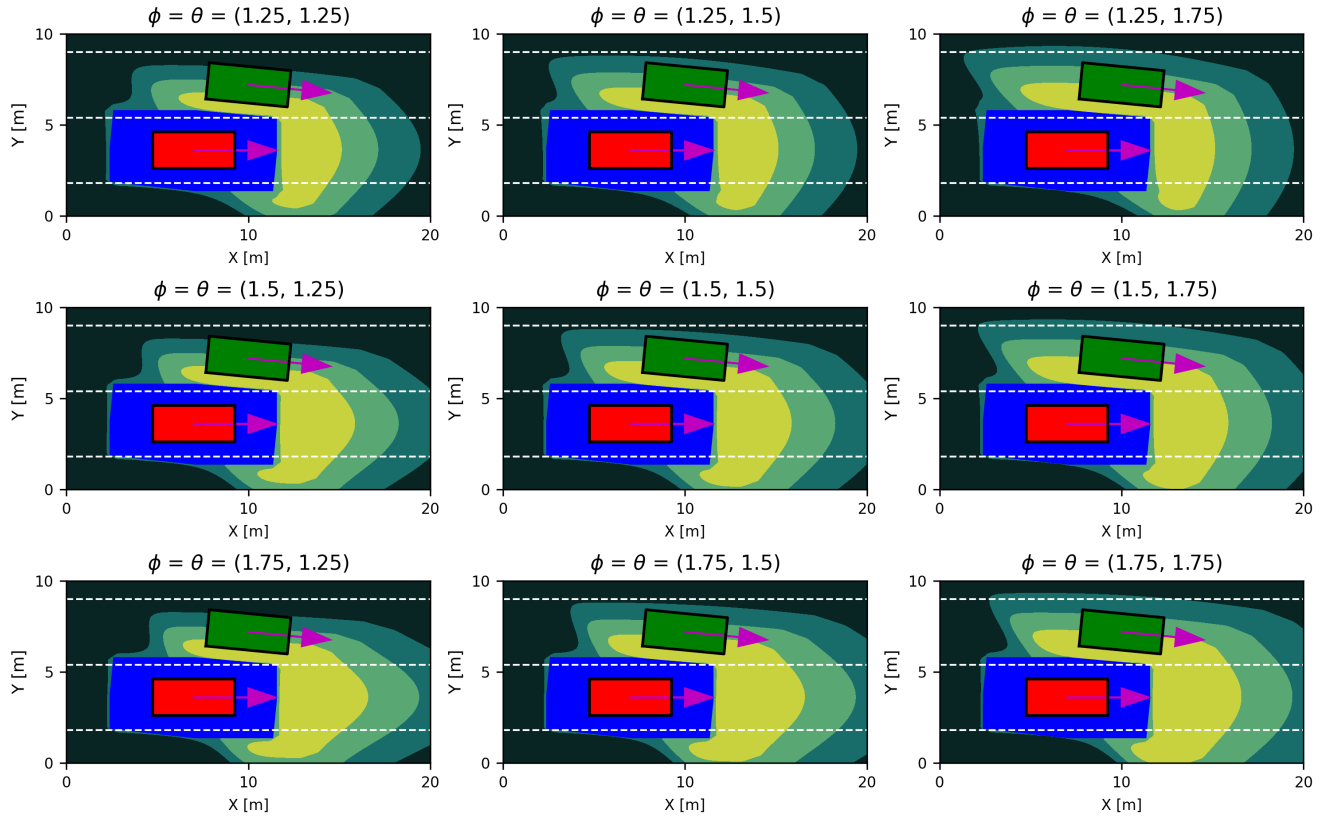 ϕ = θ = (1.25, 1.25)
ϕ = θ = (1.25, 1.5)
ϕ = θ = (1.25, 1.75)
10
5
0
Y [m]
0
10
20
X [m]
10
5
0
Y [m]
0
10
20
X [m]
10
5
0
Y [m]
0
10
20
X [m]
ϕ = θ = (1.5, 1.25)
ϕ = θ = (1.5, 1.5)
ϕ = θ = (1.5, 1.75)
10
5
0
Y [m]
0
10
20
X [m]
10
5
0
Y [m]
0
10
20
X [m]
10
5
0
Y [m]
0
10
20
X [m]
ϕ = θ = (1.75, 1.25)
ϕ = θ = (1.75, 1.5)
ϕ = θ = (1.75, 1.75)
10
5
0
Y [m]
0
10
20
X [m]
10
5
0
Y [m]
0
10
20
X [m]
10
5
0
Y [m]
0
10
20
X [m]